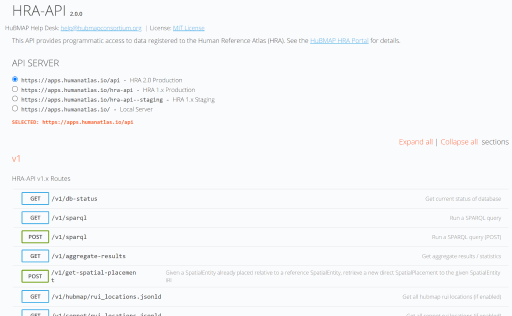 HRA-API 2.0.0
HuBMAP Help Desk: help@hubmapconsortium.org | License: MIT License
This API provides programmatic access to data registered to the Human Reference Atlas (HRA). See the HuBMAP HRA Portal for details.
API SERVER
https://apps.humanatlas.io/api - HRA 2.0 Production
https://apps.humanatlas.io/hra-api - HRA 1.x Production
https://apps.humanatlas.io/hra-api--staging - HRA 1.x Staging
https://apps.humanatlas.io/ - Local Server
SELECTED: https://apps.humanatlas.io/api
Expand all | Collapse all sections
v1
HRA-API v1.x Routes
GET /v1/db-status Get current status of database
GET /v1/sparql Run a SPARQL query
POST /v1/sparql Run a SPARQL query (POST)
GET /v1/aggregate-results Get aggregate results / statistics
POST /v1/get-spatial-placement Given a SpatialEntity already placed relative to a reference SpatialEntity, retrieve a new direct SpatialPlacement to the given SpatialEntity IRI
GET /v1/hubmap/rui_locations.jsonld Get all hubmap rui locations (if enabled)